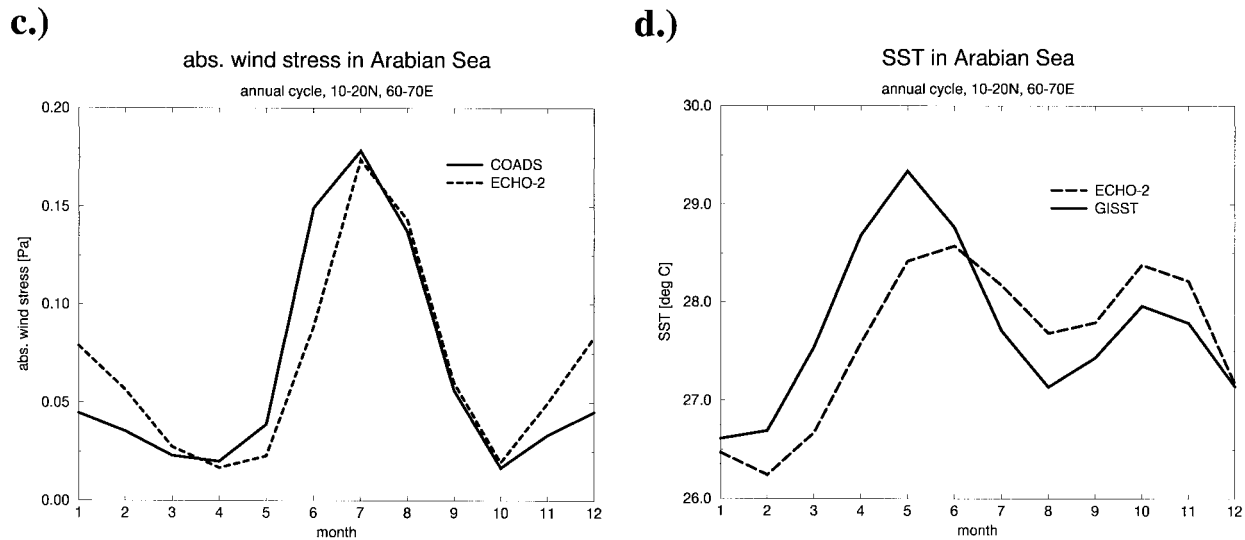 c.)
abs. wind stress in Arabian Sea
annual cycle, 10-20N, 60-70E
0.20
0.15
0.10
0.05
0.00
abs. wind stress [Pa]
COADS
ECHO-2
1 2 3 4 5 6 7 8 9 10 11 12
month
d.)
SST in Arabian Sea
annual cycle, 10-20N, 60-70E
30.0
29.0
28.0
27.0
26.0
SST [deg C]
ECHO-2
GISST
1 2 3 4 5 6 7 8 9 10 11 12
month